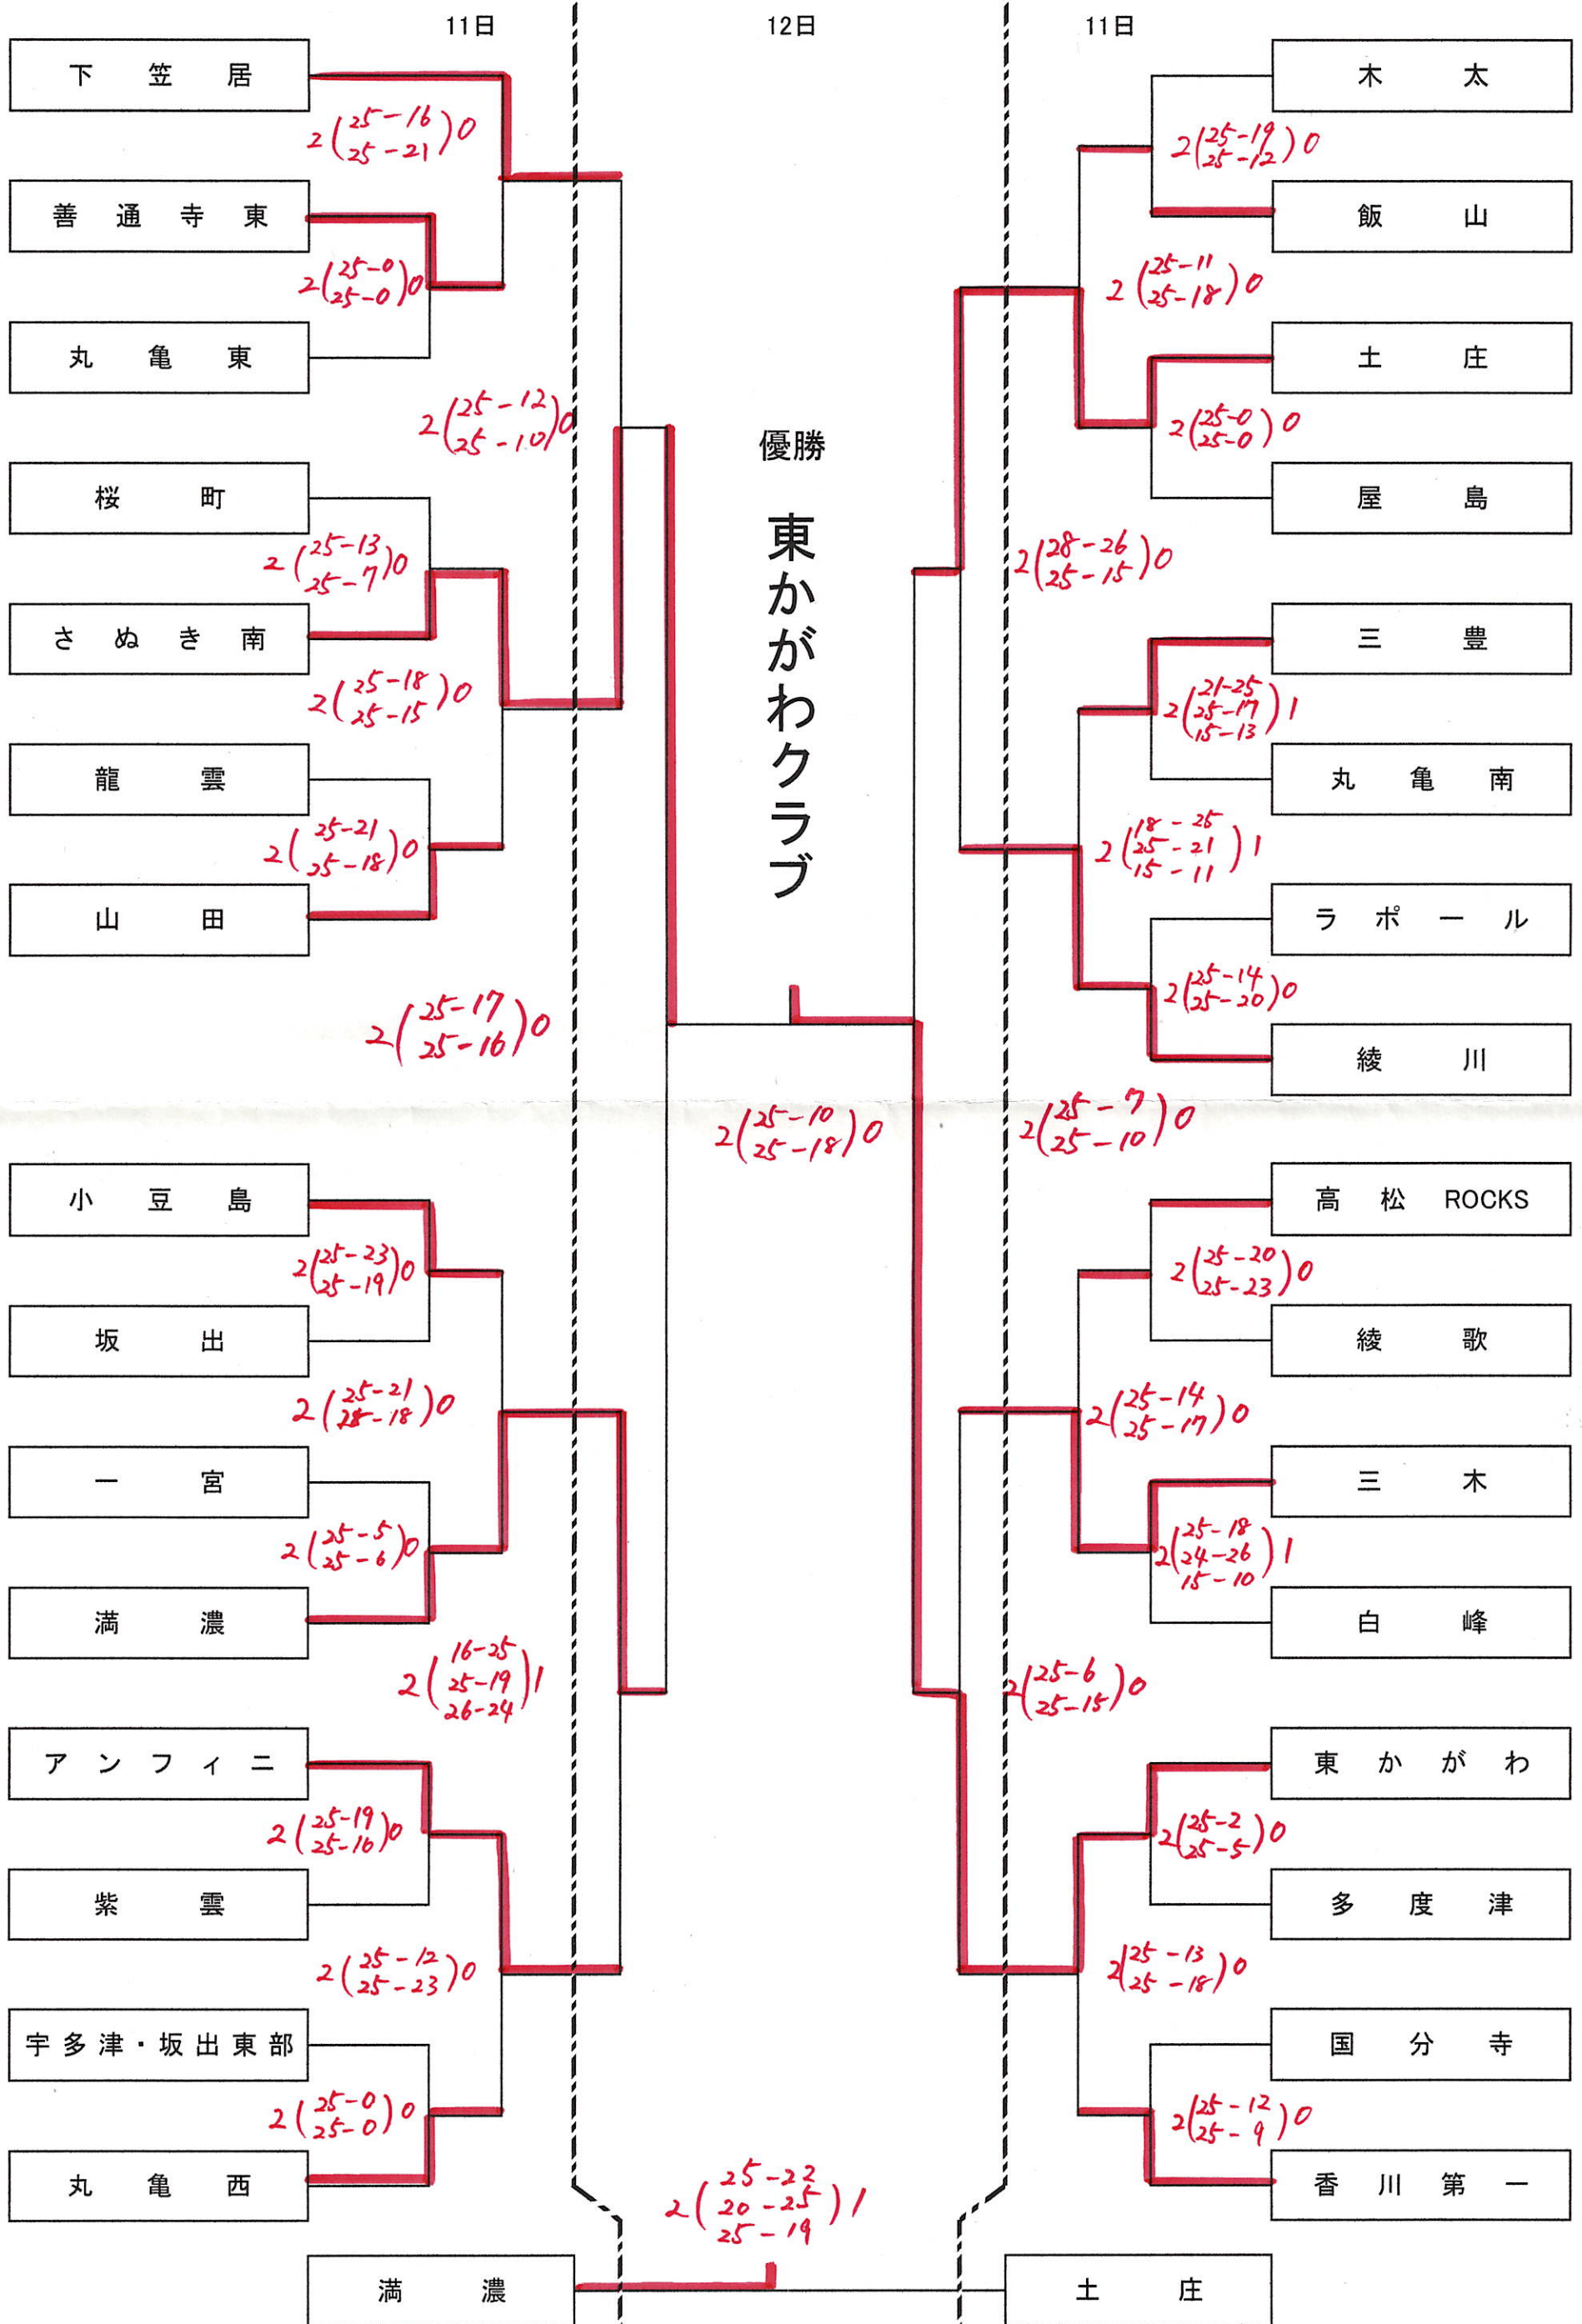 11日
12日
11日
下笠居
2(25-16 25-21)0
善通寺東
2(25-0 25-0)0
丸亀東
2(25-12 25-10)0
桜町
2(25-13 25-7)0
さぬき南
2(25-18 25-15)0
龍雲
2(25-21 25-18)0
山田
2(25-17 25-16)0
小豆島
2(25-23 25-19)0
坂出
2(25-21 25-18)0
一宮
2(25-5 25-6)0
満濃
2(16-25 25-19 26-24)1
アンフィニ
2(25-19 25-16)0
紫雲
2(25-12 25-23)0
宇多津・坂出東部
2(25-0 25-0)0
丸亀西
優勝
東かがわクラブ
2(25-10 25-18)0
木太
2(25-19 25-12)0
飯山
2(25-11 25-18)0
土庄
2(25-0 25-0)0
屋島
2(28-26 25-15)0
三豊
2(21-25 25-17 15-13)1
丸亀南
2(18-25 25-21 15-11)1
ラポール
2(25-14 25-20)0
綾川
2(25-7 25-10)0
高松ROCKS
2(25-20 25-23)0
綾歌
2(25-14 25-17)0
三木
2(25-18 24-26 15-10)1
白峰
2(25-6 25-15)0
東かがわ
2(25-2 25-5)0
多度津
2(25-13 25-18)0
国分寺
2(25-12 25-9)0
香川第一
2(25-22 20-25 25-19)1
満濃
土庄